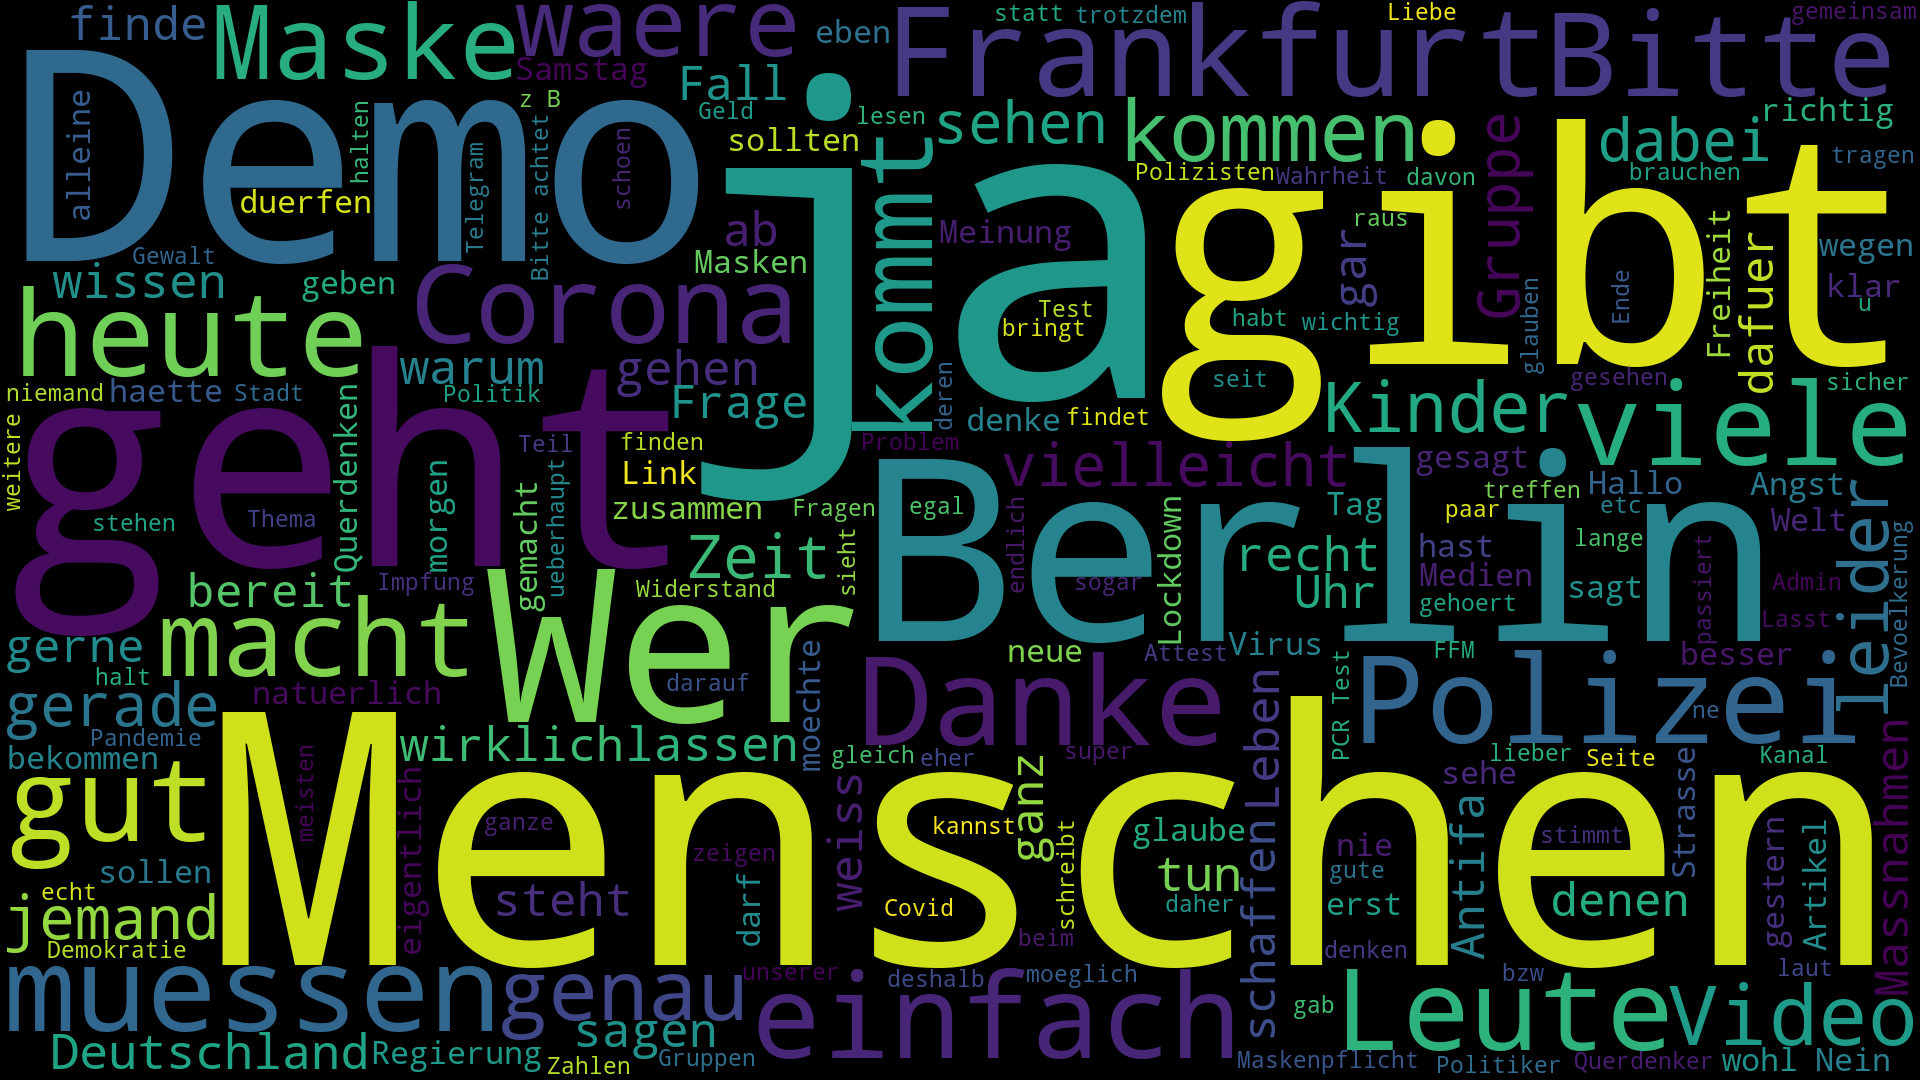 finde
Maske
waere
eben
statt
trotzdem
Liebe
gemeinsam
Frankfurt
Bitte
Samstag
Fall
Demo
alleine
halten
z B
Geld
lesen
sehen
kommen
dabei
richtig
sollten
duerfen
Telegram
Bitte achtet
schoen
ja
kommt
Polizisten
Wahrheit
davon
gibt
brauchen
tragen
Gruppe
ab
Meinung
raus
gar
Freiheit
dafuer
wegen
Gewalt
wissen
geben
Masken
Corona
klar
u
heute
Test
bringt
habt
wichtig
glauben
Ende
warum
gehen
niemand
haette
Stadt
Politik
Frage
deren
denke
findet
seit
gesehen
sicher
Kinder
viele
geht
weitere
Querdenken
morgen
Teil
finden
Problem
Link
vielleicht
gesagt
Hallo
Angst
treffen
stehen
Thema
gemacht
ueberhaupt
zusammen
Fragen
egal
Berlin
endlich
Lockdown
Tag
paar
etc
Welt
leider
Bevoelkerung
Zeit
sieht
recht
hast
lange
Medien
passiert
bereit
Impfung
Widerstand
sogar
Uhr
gehoert
sagt
Admin
Lasst
macht
Wer
gerne
halt
natuerlich
darauf
moechte
neue
Attest
Virus
FFM
besser
gerade
Danke
PCR Test
Polizei
ne
Pandemie
bekommen
wirklich
lassen
gleich
eher
super
Leben
schaffen
lieber
Seite
Kanal
gut
meisten
eigentlich
Menschen
ganze
weiss
ganz
kannst
sehe
Strasse
Massnahmen
zeigen
schreibt
glaube
nie
Antifa
stimmt
gestern
Artikel
sollen
echt
steht
darf
Covid
tun
daher
gute
erst
denen
jemand
Demokratie
beim
denken
muessen
genau
unserer
deshalb
moeglich
bzw
laut
einfach
gab
Leute
Video
sagen
Deutschland
Regierung
Zahlen
Gruppen
Maskenpflicht
Politiker
Querdenker
wohl
Nein